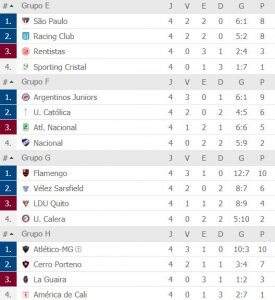 # Grupo E J V E D G P
1. São Paulo 4 2 2 0 6:1 8
2. Racing Club 4 2 2 0 5:2 8
3. Rentistas 4 0 3 1 2:4 3
4. Sporting Cristal 4 0 1 3 1:7 1
# Grupo F J V E D G P
1. Argentinos Juniors 4 3 0 1 6:1 9
2. U. Católica 4 2 0 2 4:5 6
3. Atl. Nacional 4 1 2 1 6:6 5
4. Nacional 4 0 2 2 5:9 2
# Grupo G J V E D G P
1. Flamengo 4 3 1 0 12:7 10
2. Vélez Sarsfield 4 2 0 2 8:7 6
3. LDU Quito 4 1 1 2 8:9 4
4. U. Calera 4 0 2 2 5:10 2
# Grupo H J V E D G P
1. Atlético-MG 4 3 1 0 10:3 10
2. Cerro Porteno 4 2 1 1 3:4 7
3. La Guaira 4 0 3 1 1:2 3
4. América de Cali 4 0 1 3 2:7 1